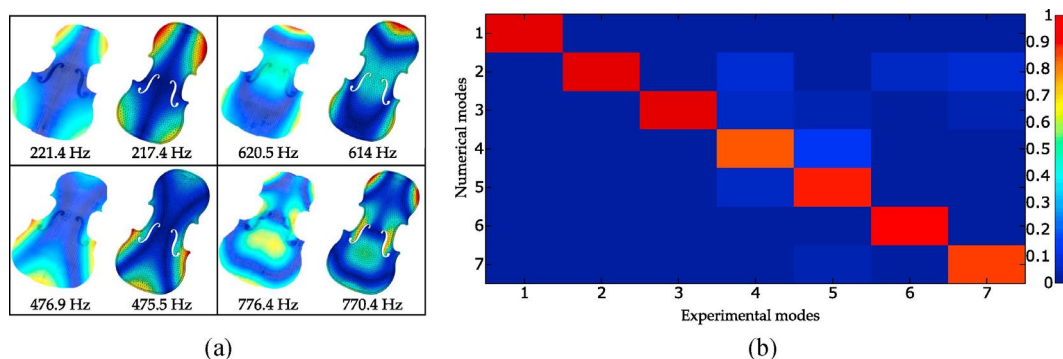 221.4 Hz 217.4 Hz 620.5 Hz 614 Hz
476.9 Hz 475.5 Hz 776.4 Hz 770.4 Hz
(a)
Numerical modes
1
2
3
4
5
6
7
1 2 3 4 5 6 7
Experimental modes
1
0.9
0.8
0.7
0.6
0.5
0.4
0.3
0.2
0.1
0
(b)